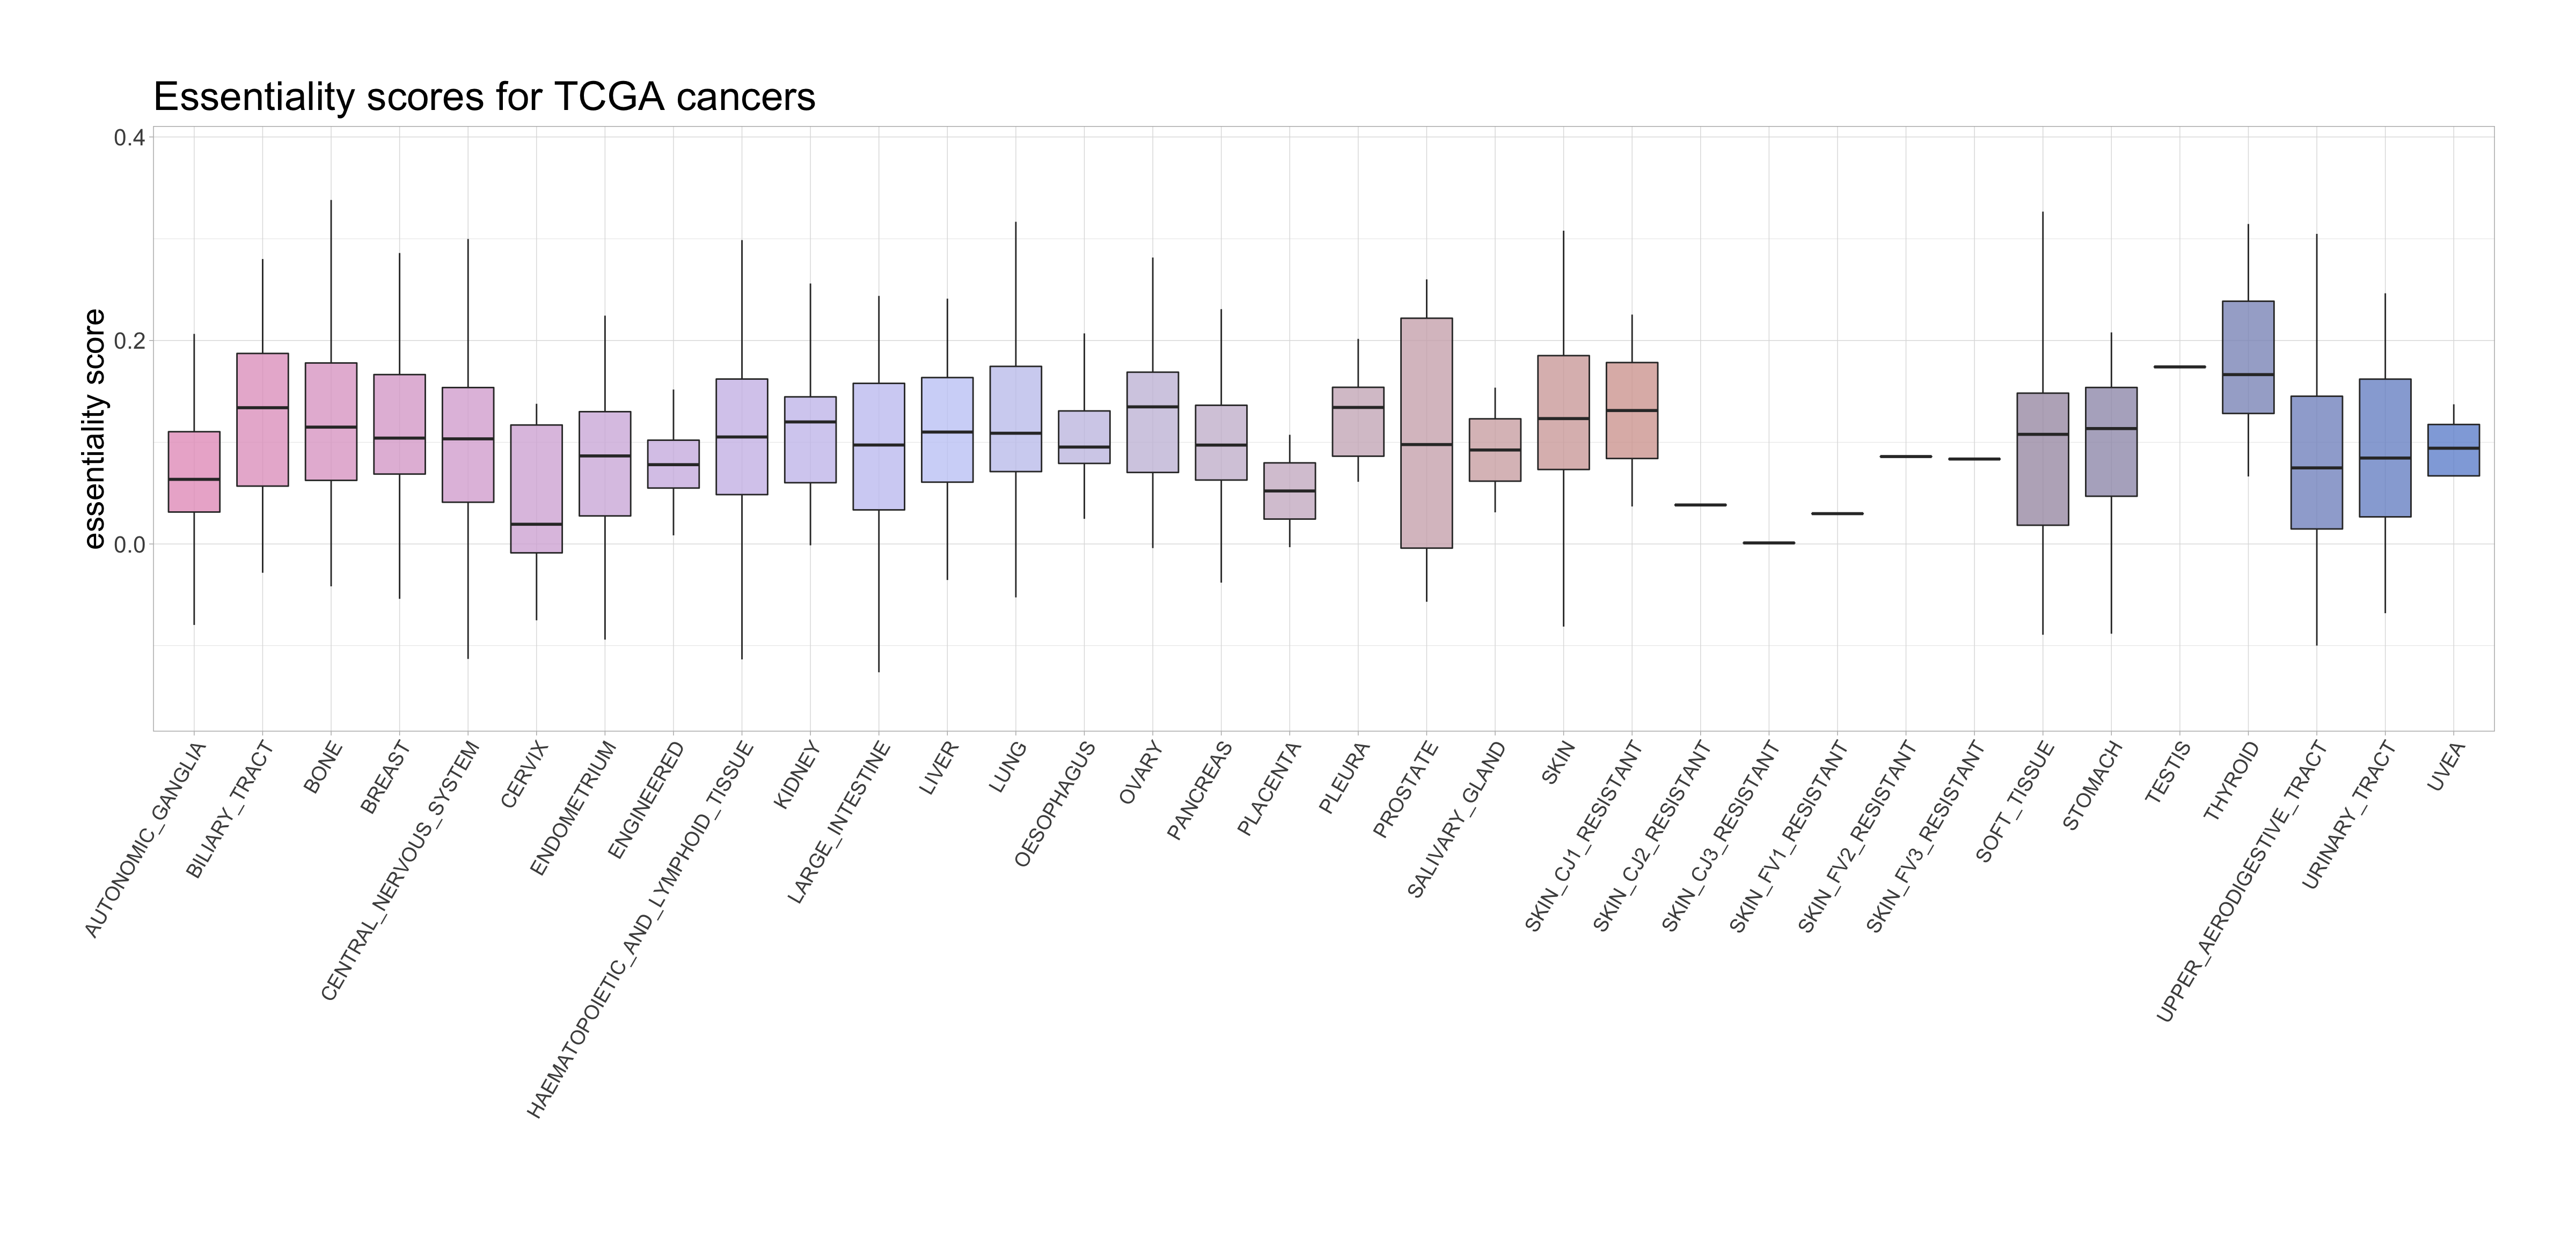 Essentiality scores for TCGA cancers
essentiality score
0.4
0.2
0.0
AUTONOMIC_GANGLIA
BILIARY_TRACT
BONE
BREAST
CENTRAL_NERVOUS_SYSTEM
CERVIX
ENDOMETRIUM
ENGINEERED
HAEMATOPOIETIC_AND_LYMPHOID_TISSUE
KIDNEY
LARGE_INTESTINE
LIVER
LUNG
OESOPHAGUS
OVARY
PANCREAS
PLACENTA
PLEURA
PROSTATE
SALIVARY_GLAND
SKIN
SKIN_CJ1_RESISTANT
SKIN_CJ2_RESISTANT
SKIN_CJ3_RESISTANT
SKIN_FV1_RESISTANT
SKIN_FV2_RESISTANT
SKIN_FV3_RESISTANT
SOFT_TISSUE
STOMACH
TESTIS
THYROID
UPPER_AERODIGESTIVE_TRACT
URINARY_TRACT
UVEA